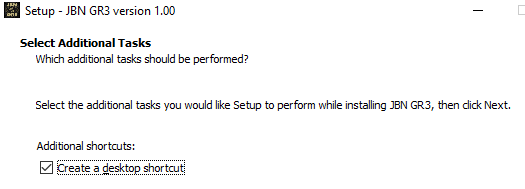 Setup - JBN GR3 version 1.00
Select Additional Tasks
Which additional tasks should be performed?
Select the additional tasks you would like Setup to perform while installing JBN GR3, then click Next.
Additional shortcuts:
Create a desktop shortcut